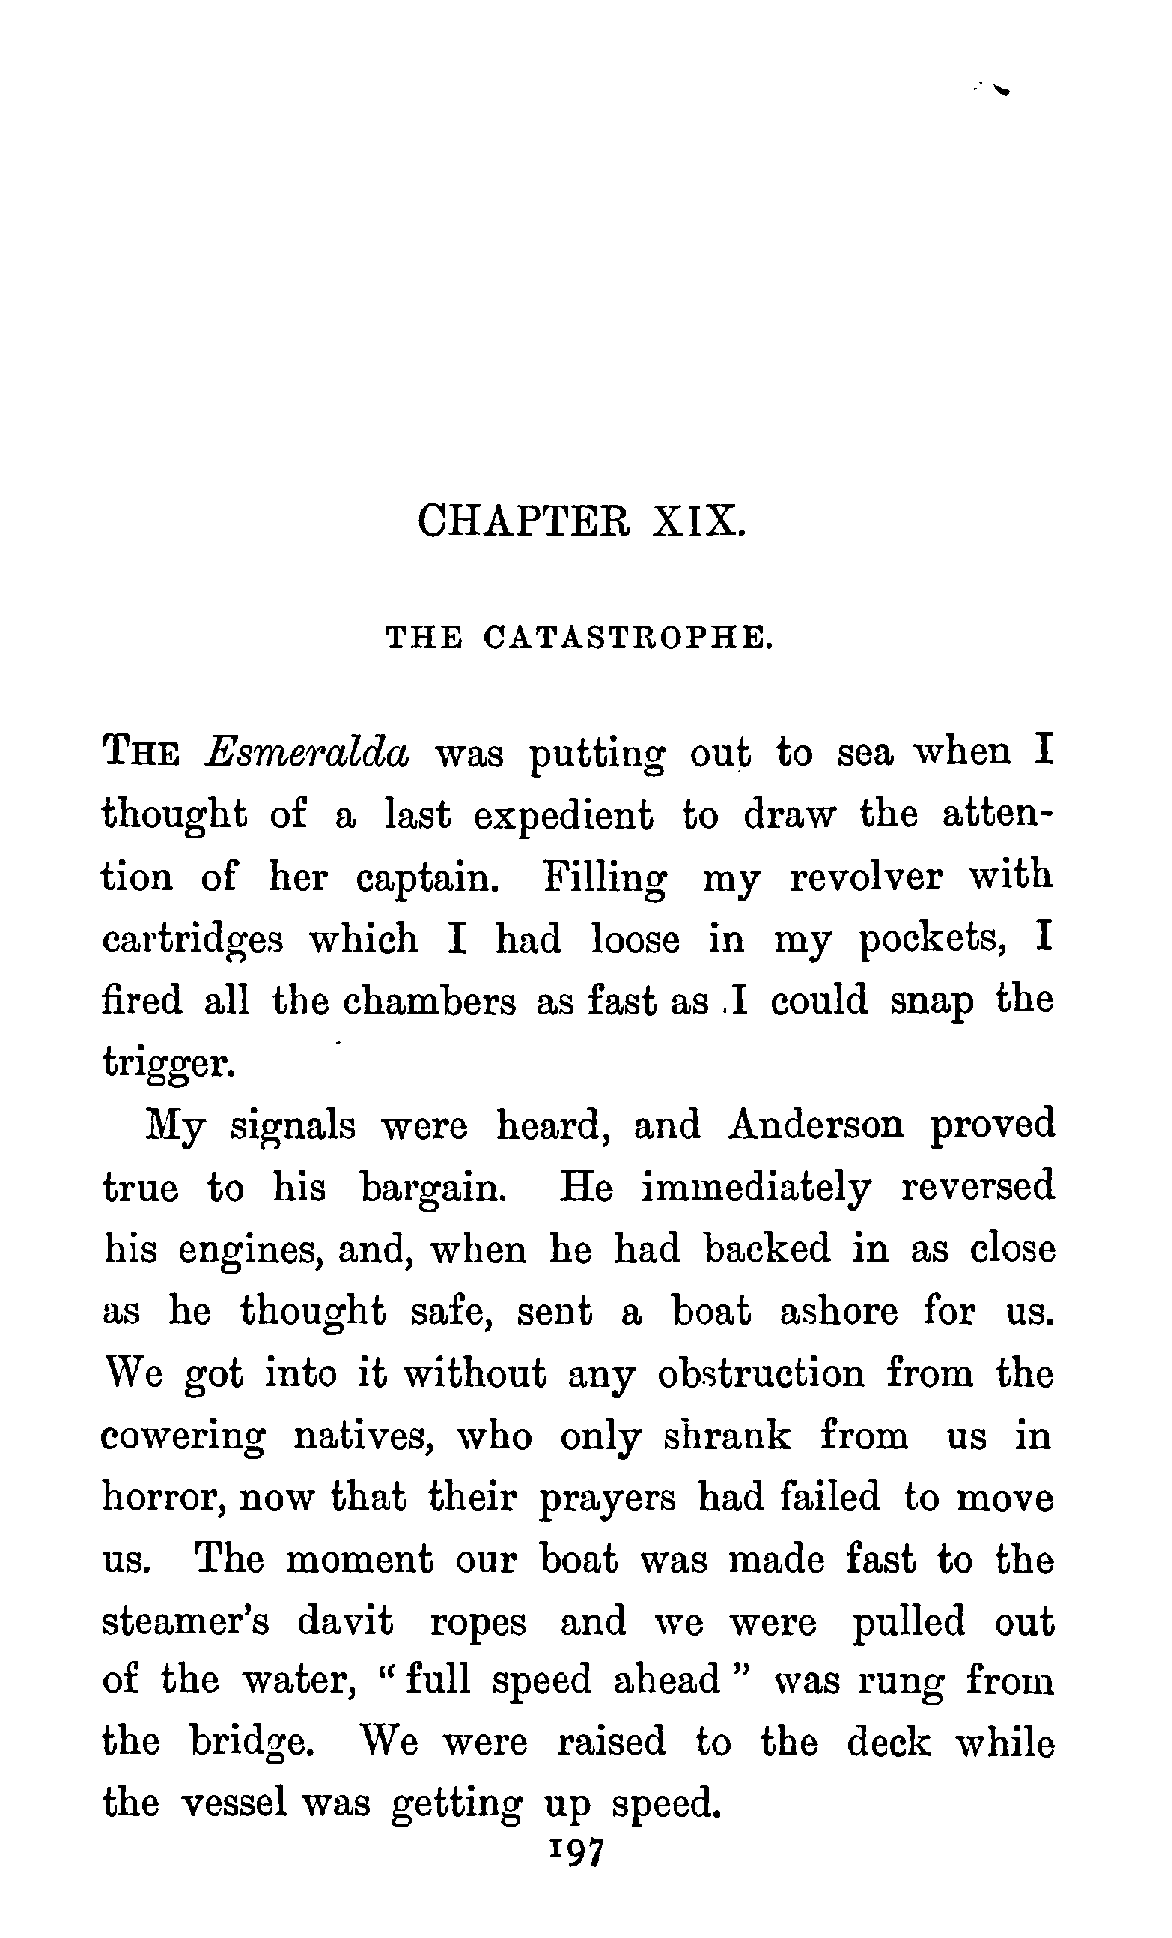 CHAPTER XIX.
THE CATASTROPHE.
THE Esmeralda was putting out to sea when I
thought of a last expedient to draw the atten-
tion of her captain. Filling my revolver with
cartridges which I had loose in my pockets, I
fired all the chambers as fast as I could snap the
trigger.
My signals were heard, and Anderson proved
true to his bargain. He immediately reversed
his engines, and, when he had backed in as close
as he thought safe, sent a boat ashore for us.
We got into it without any obstruction from the
cowering natives, who only shrank from us in
horror, now that their prayers had failed to move
us. The moment our boat was made fast to the
steamer's davit ropes and we were pulled out
of the water, "full speed ahead" was rung from
the bridge. We were raised to the deck while
the vessel was getting up speed.
197